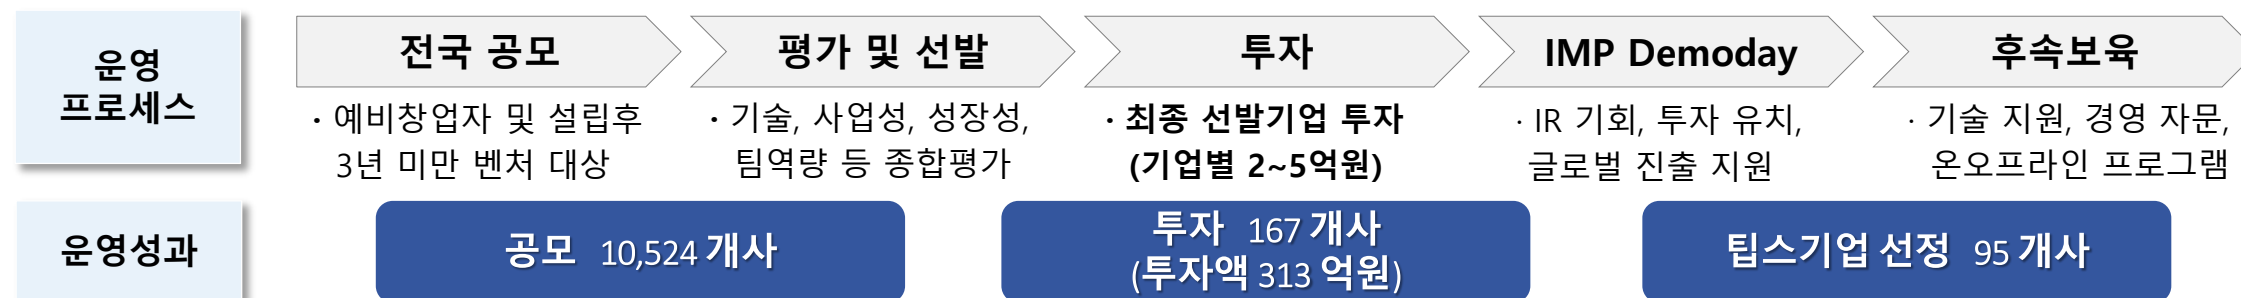 운영
프로세스
전국 공모
평가 및 선발
투자
IMP Demoday
후속보육
· 예비창업자 및 설립후
3년 미만 벤처 대상
· 기술, 사업성, 성장성,
팀역량 등 종합평가
· 최종 선발기업 투자
(기업별 2~5억원)
· IR 기회, 투자 유치,
글로벌 진출 지원
· 기술 지원, 경영 자문,
온오프라인 프로그램
운영성과
공모 10,524 개사
투자 167 개사
(투자액 313 억원)
팁스기업 선정 95 개사